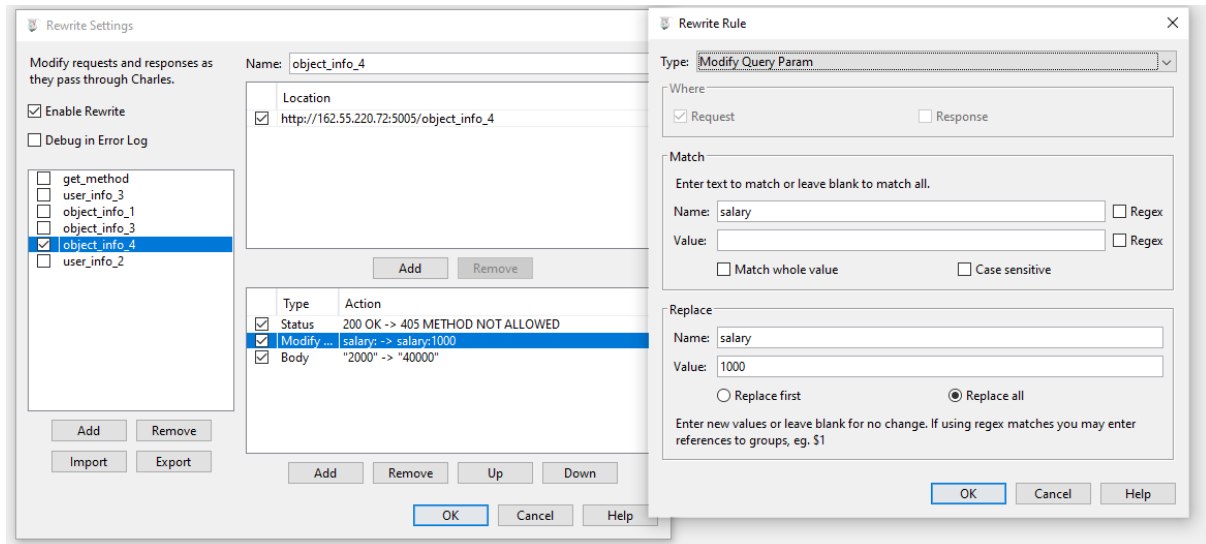 Rewrite Settings
Modify requests and responses as
they pass through Charles.
Enable Rewrite
Debug in Error Log
get_method
user_info_3
object_info_1
object_info_3
object_info_4
user_info_2
Add Remove
Import Export
Name: object_info_4
Location
http://162.55.220.72:5005/object_info_4
Add Remove
Type Action
Status 200 OK -> 405 METHOD NOT ALLOWED
Modify ... salary: -> salary:1000
Body "2000" -> "40000"
Add Remove Up Down
OK Cancel Help
Rewrite Rule
Type: Modify Query Param
Where
Request Response
Match
Enter text to match or leave blank to match all.
Name: salary Regex
Value: Regex
Match whole value Case sensitive
Replace
Name: salary
Value: 1000
Replace first Replace all
Enter new values or leave blank for no change. If using regex matches you may enter
references to groups, eg. $1
OK Cancel Help